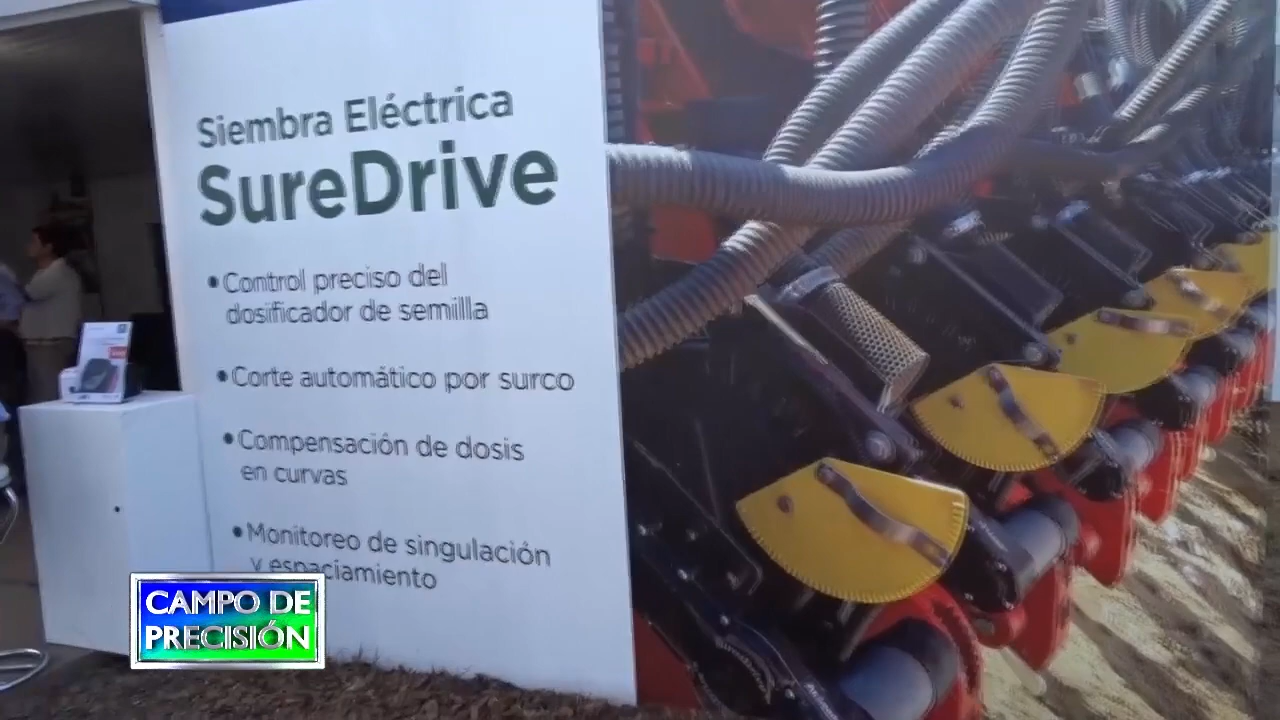 Siembra Eléctrica
SureDrive
• Control preciso del
dosificador de semilla
• Corte automático por surco
• Compensación de dosis
en curvas
• Monitoreo de singulación
y espaciamiento
CAMPO DE
PRECISIÓN